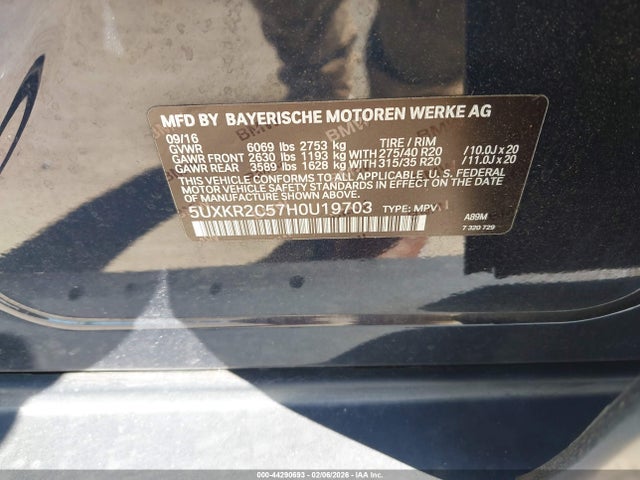 MFD BY BAYERISCHE MOTOREN WERKE AG
09/16
GVWR 6069 lbs 2753 kg TIRE / RIM
GAWR FRONT 2630 lbs 1193 kg WITH 275/40 R20 /10.0J x 20
GAWR REAR 3589 lbs 1628 kg WITH 315/35 R20 /11.0J x 20
THIS VEHICLE CONFORMS TO ALL APPLICABLE U. S. FEDERAL
MOTOR VEHICLE SAFETY STANDARDS IN EFFECT
ON THE DATE OF MANUFACTURE SHOWN ABOVE.
5UXKR2C57H0U19703 TYPE: MPV
A89M
7 320 729
000-44290693 - 02/06/2026 - IAAI.com